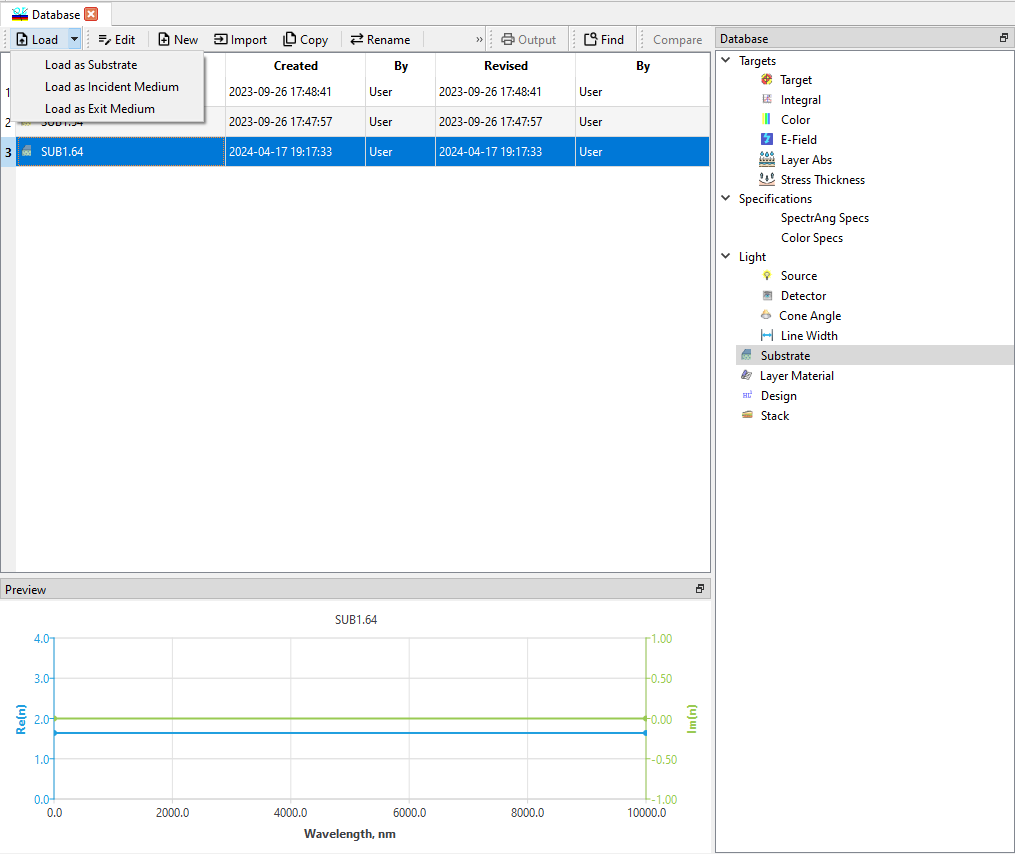 Database
Load Edit New Import Copy Rename » Output Find Compare
Load as Substrate
Load as Incident Medium
Load as Exit Medium
Created By Revised By
1 2023-09-26 17:48:41 User 2023-09-26 17:48:41 User
2 2023-09-26 17:47:57 User 2023-09-26 17:47:57 User
3 SUB1.64 2024-04-17 19:17:33 User 2024-04-17 19:17:33 User
Database
Targets
Target
Integral
Color
E-Field
Layer Abs
Stress Thickness
Specifications
SpectrAng Specs
Color Specs
Light
Source
Detector
Cone Angle
Line Width
Substrate
Layer Material
Design
Stack
Preview
SUB1.64
4.0 1.00
3.0 0.50
2.0 0.00
1.0 -0.50
0.0 -1.00
Re(n)
Im(n)
0.0 2000.0 4000.0 6000.0 8000.0 10000.0
Wavelength, nm